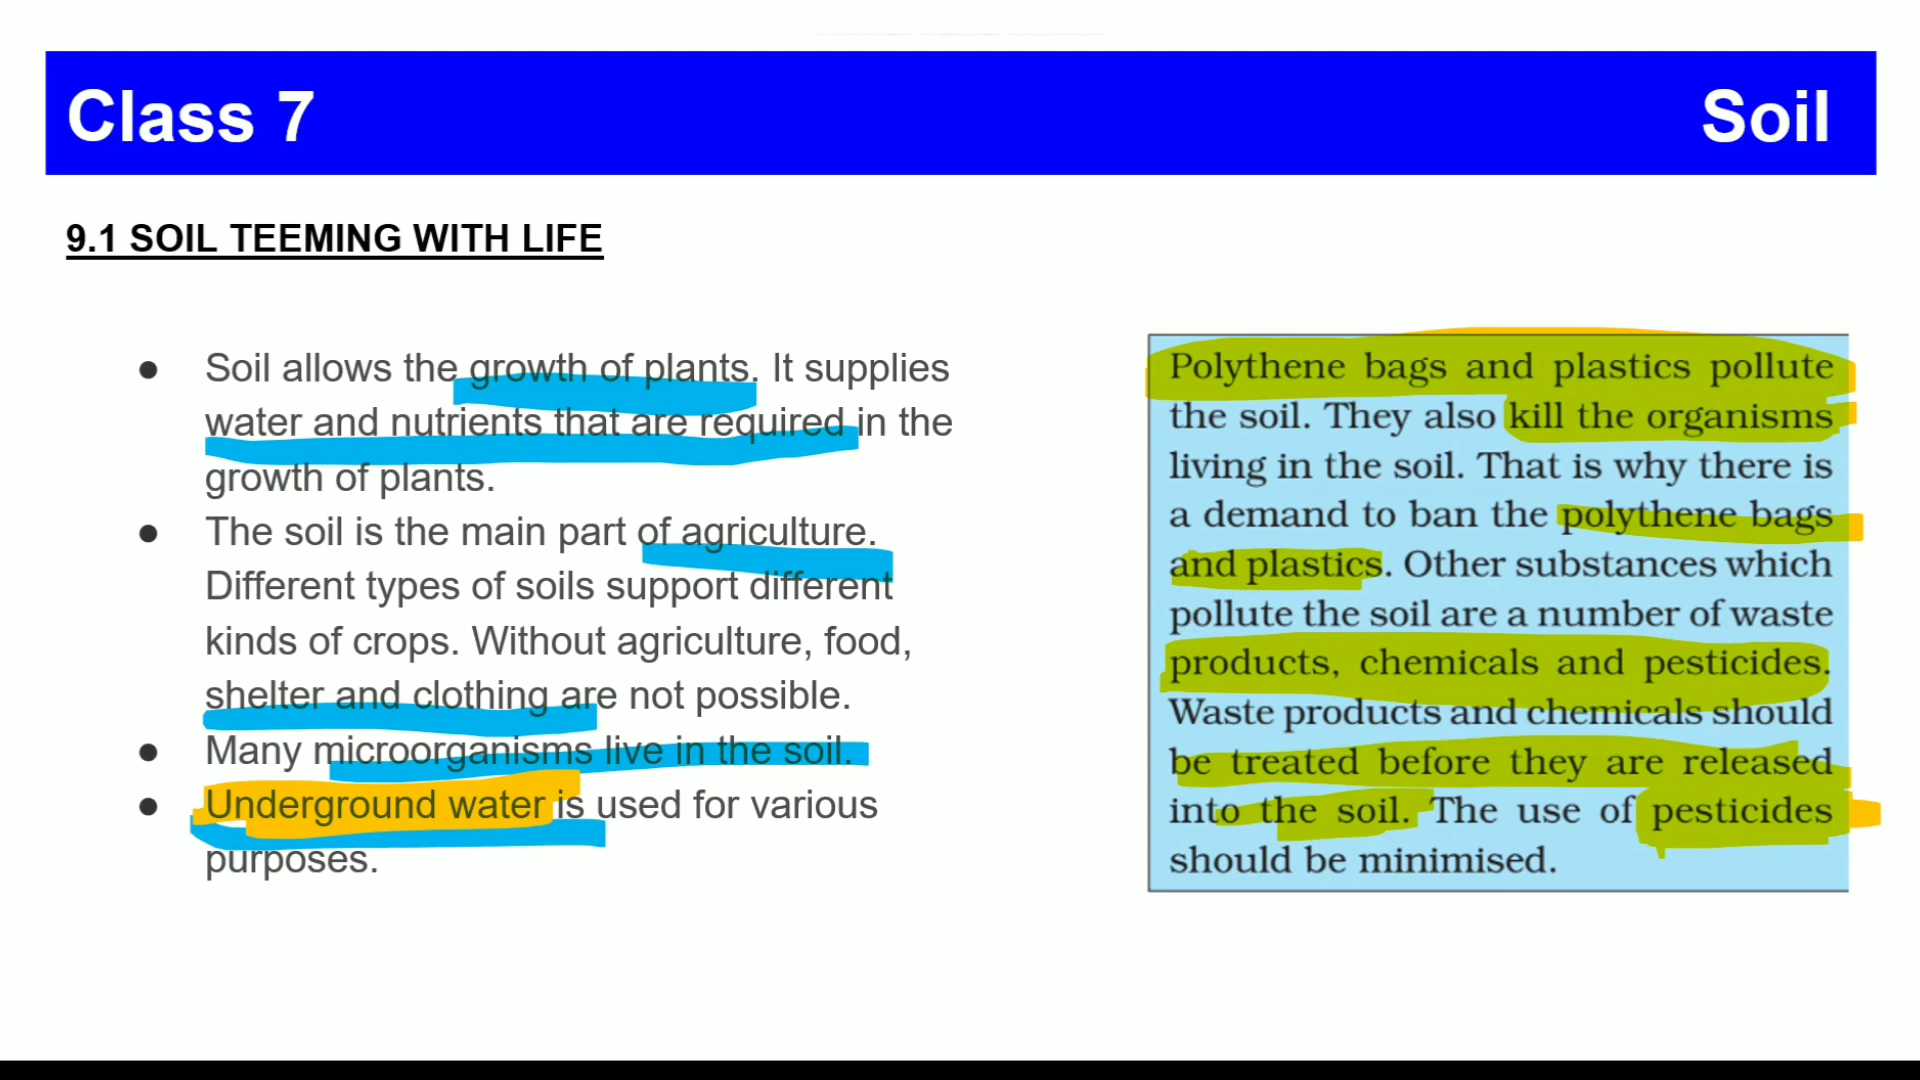 Class 7
Soil
9.1 SOIL TEEMING WITH LIFE
● Soil allows the growth of plants. It supplies
water and nutrients that are required in the
growth of plants.
● The soil is the main part of agriculture.
Different types of soils support different
kinds of crops. Without agriculture, food,
shelter and clothing are not possible.
● Many microorganisms live in the soil.
● Underground water is used for various
purposes.
Polythene bags and plastics pollute
the soil. They also kill the organisms
living in the soil. That is why there is
a demand to ban the polythene bags
and plastics. Other substances which
pollute the soil are a number of waste
products, chemicals and pesticides.
Waste products and chemicals should
be treated before they are released
into the soil. The use of pesticides
should be minimised.